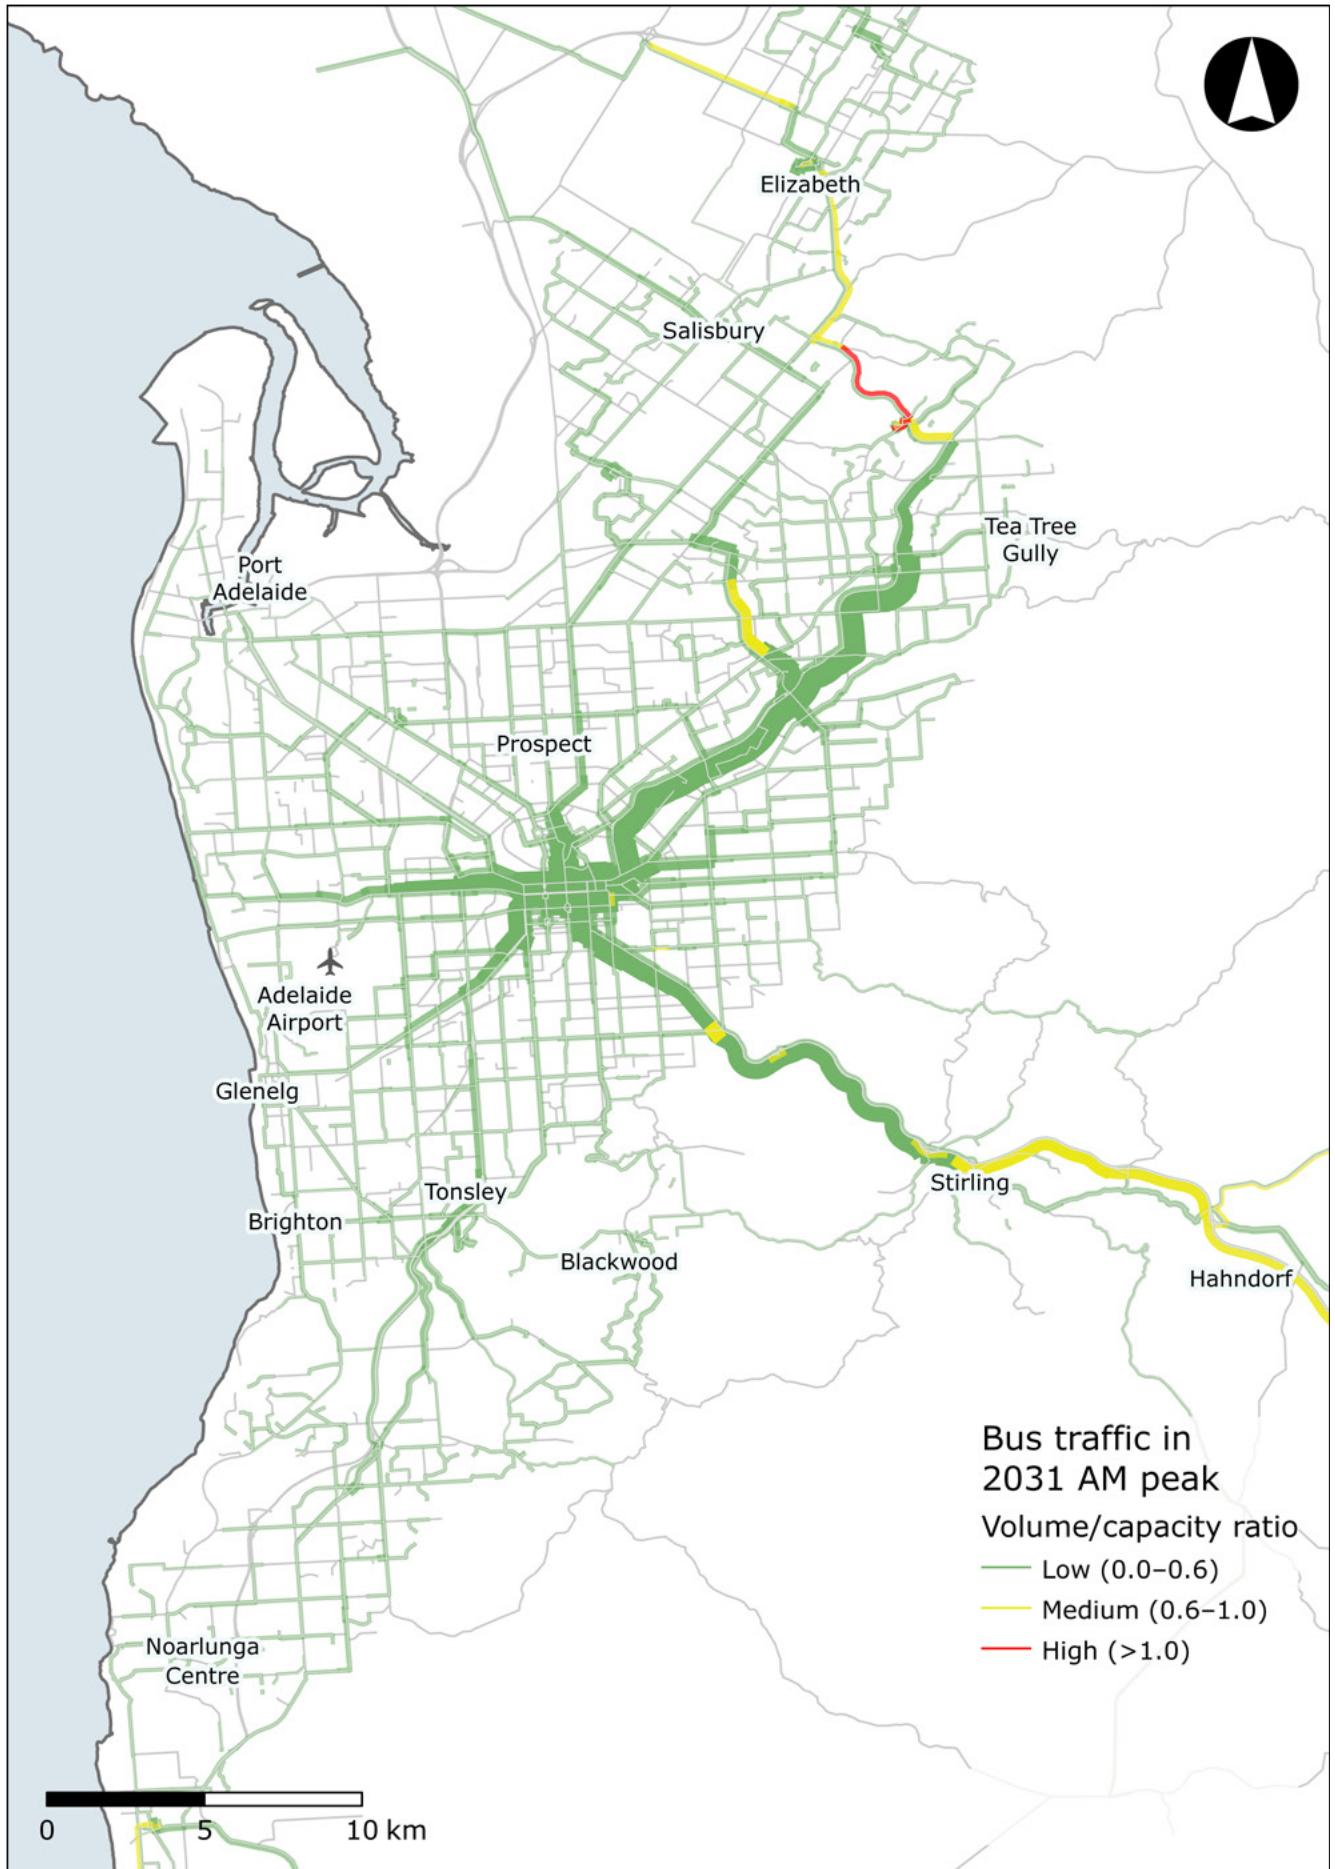 Elizabeth
Salisbury
Tea Tree
Gully
Port
Adelaide
Prospect
Adelaide
Airport
Glenelg
Stirling
Tonsley
Brighton
Blackwood
Hahndorf
Bus traffic in
2031 AM peak
Volume/capacity ratio
Low (0.0–0.6)
Medium (0.6–1.0)
High (>1.0)
Noarlunga
Centre
0 5 10 km